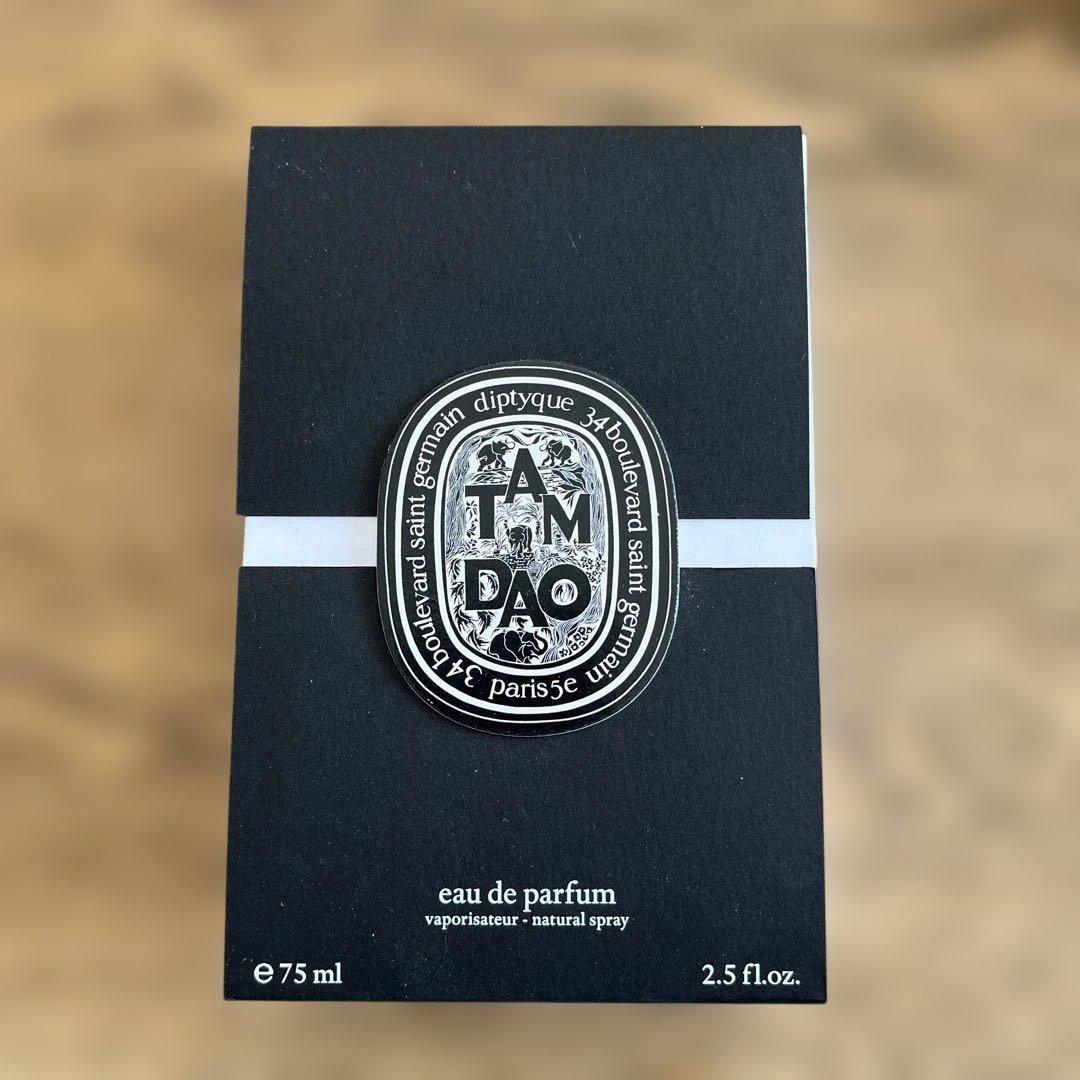 diptyque 34 boulevard saint germain paris 5e 34 boulevard saint germain
TAM
DAO
eau de parfum
vaporisateur - natural spray
e 75 ml
2.5 fl.oz.